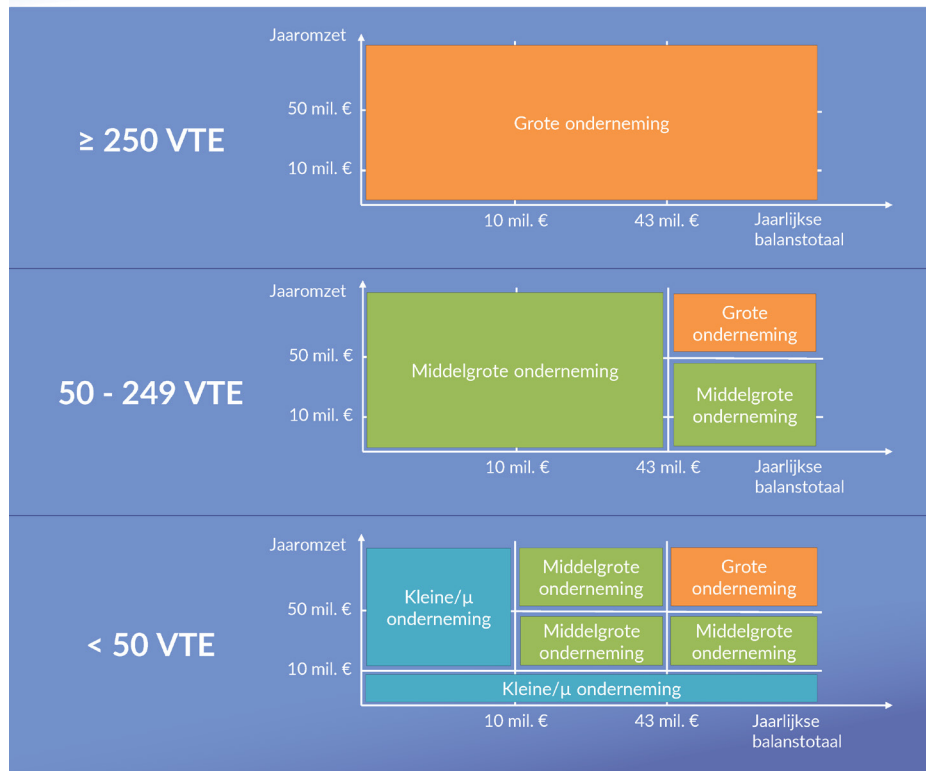 Jaaromzet
50 mil. €
≥ 250 VTE
Grote onderneming
10 mil. €
10 mil. €
43 mil. €
Jaarlijkse
balanstotaal
Jaaromzet
50 mil. €
50 - 249 VTE
Middelgrote onderneming
Grote
onderneming
Middelgrote
onderneming
10 mil. €
10 mil. €
43 mil. €
Jaarlijkse
balanstotaal
Jaaromzet
50 mil. €
< 50 VTE
Kleine/µ
onderneming
Middelgrote
onderneming
Grote
onderneming
Middelgrote
onderneming
Middelgrote
onderneming
10 mil. €
Kleine/µ onderneming
10 mil. €
43 mil. €
Jaarlijkse
balanstotaal